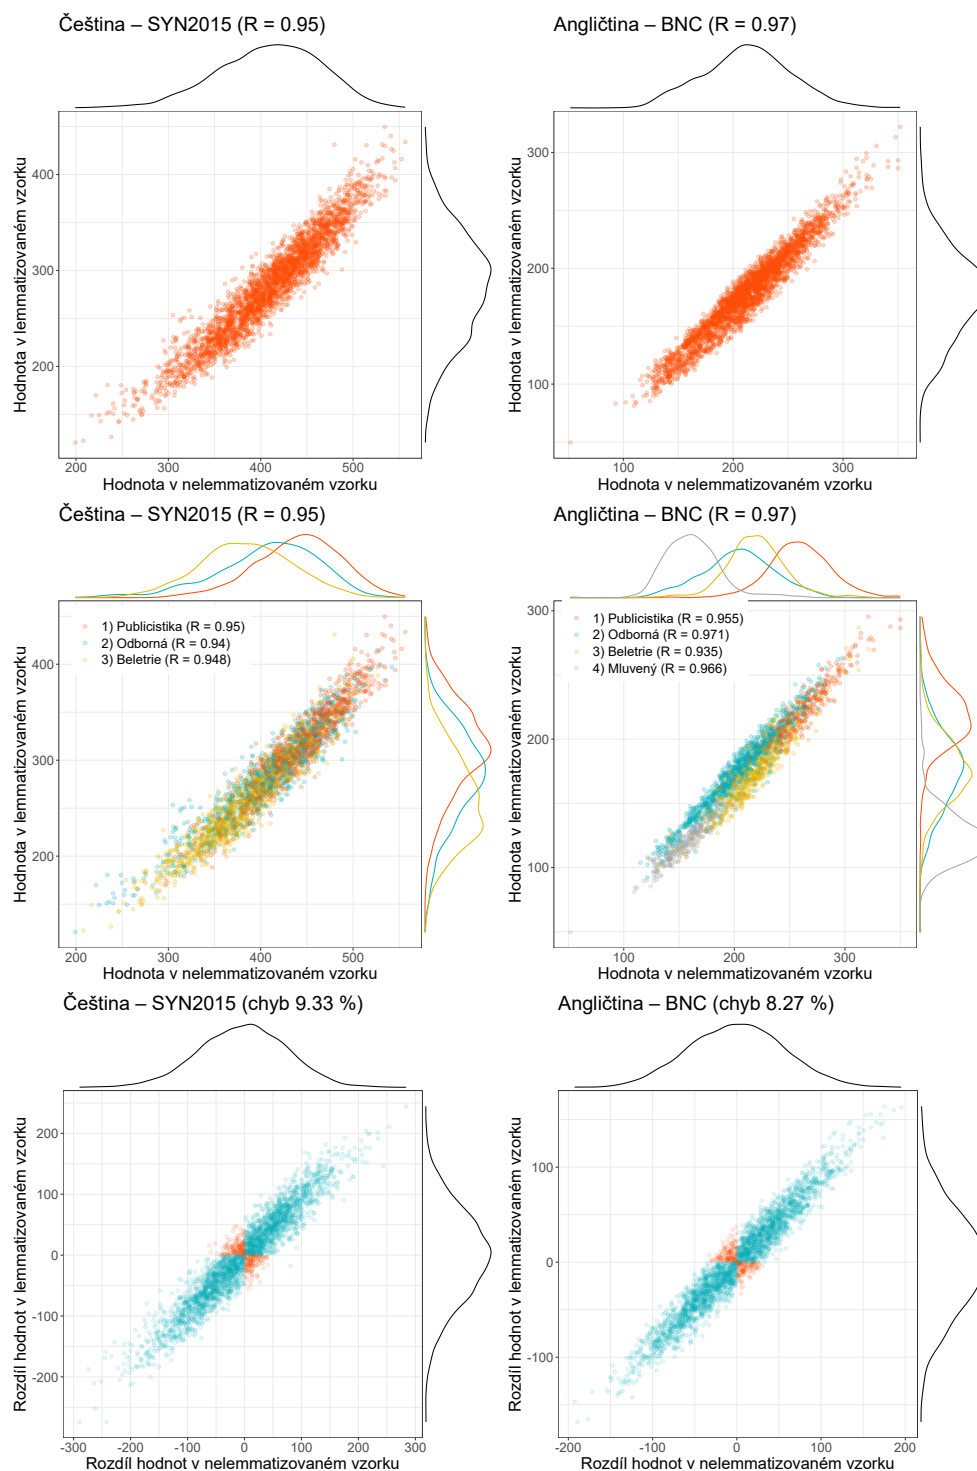 Čeština – SYN2015 (R = 0.95)
Hodnota v lemmatizovaném vzorku
400
300
200
200
300
400
500
Hodnota v nelemmatizovaném vzorku
Angličtina – BNC (R = 0.97)
Hodnota v lemmatizovaném vzorku
300
200
100
100
200
300
Hodnota v nelemmatizovaném vzorku
Čeština – SYN2015 (R = 0.95)
1) Publicistika (R = 0.95)
2) Odborná (R = 0.94)
3) Beletrie (R = 0.948)
Hodnota v lemmatizovaném vzorku
400
300
200
200
300
400
500
Hodnota v nelemmatizovaném vzorku
Angličtina – BNC (R = 0.97)
1) Publicistika (R = 0.955)
2) Odborná (R = 0.971)
3) Beletrie (R = 0.935)
4) Mluvený (R = 0.966)
Hodnota v lemmatizovaném vzorku
300
200
100
100
200
300
Hodnota v nelemmatizovaném vzorku
Čeština – SYN2015 (chyb 9.33 %)
Rozdíl hodnot v lemmatizovaném vzorku
200
100
0
-100
-200
-300
-200
-100
0
100
200
300
Rozdíl hodnot v nelemmatizovaném vzorku
Angličtina – BNC (chyb 8.27 %)
Rozdíl hodnot v lemmatizovaném vzorku
100
0
-100
-200
-100
0
100
200
Rozdíl hodnot v nelemmatizovaném vzorku